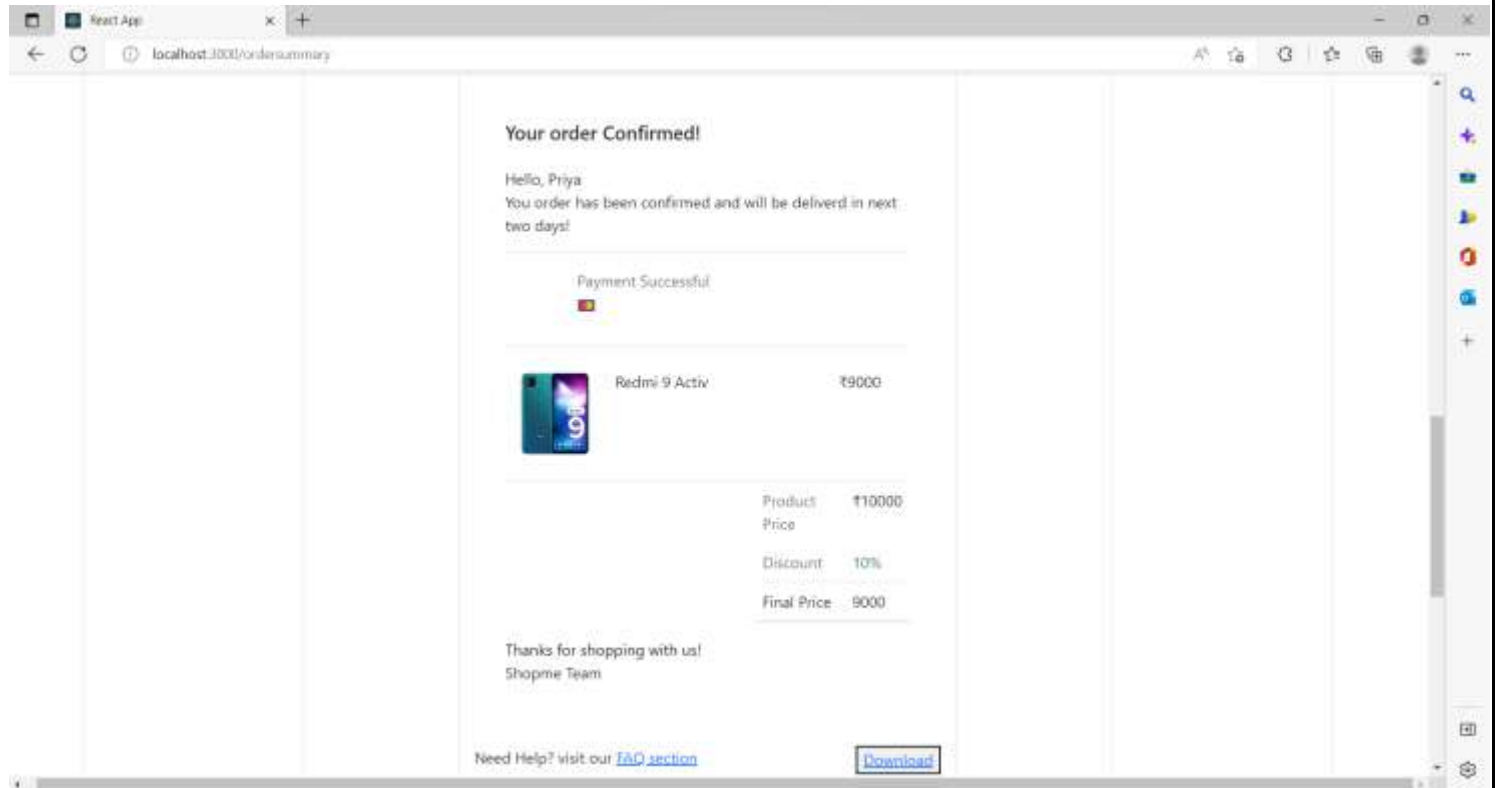 React App
localhost:3000/ordersummary
Your order Confirmed!
Hello, Priya
You order has been confirmed and will be deliverd in next
two days!
Payment Successful
Redmi 9 Activ ₹9000
9
Product ₹10000
Price
Discount 10%
Final Price 9000
Thanks for shopping with us!
Shopme Team
Need Help? visit our FAQ section Download